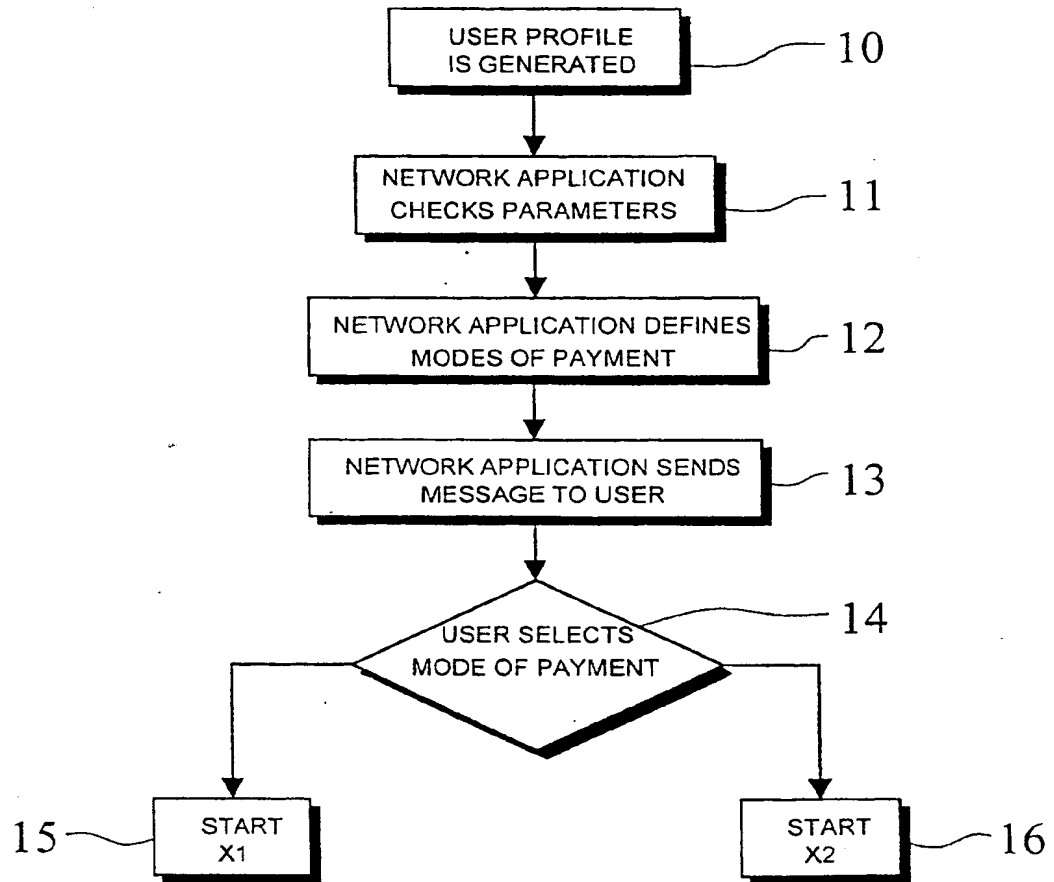 USER PROFILE
IS GENERATED
10
NETWORK APPLICATION
CHECKS PARAMETERS
11
NETWORK APPLICATION DEFINES
MODES OF PAYMENT
12
NETWORK APPLICATION SENDS
MESSAGE TO USER
13
USER SELECTS
MODE OF PAYMENT
14
15
START
X1
START
X2
16